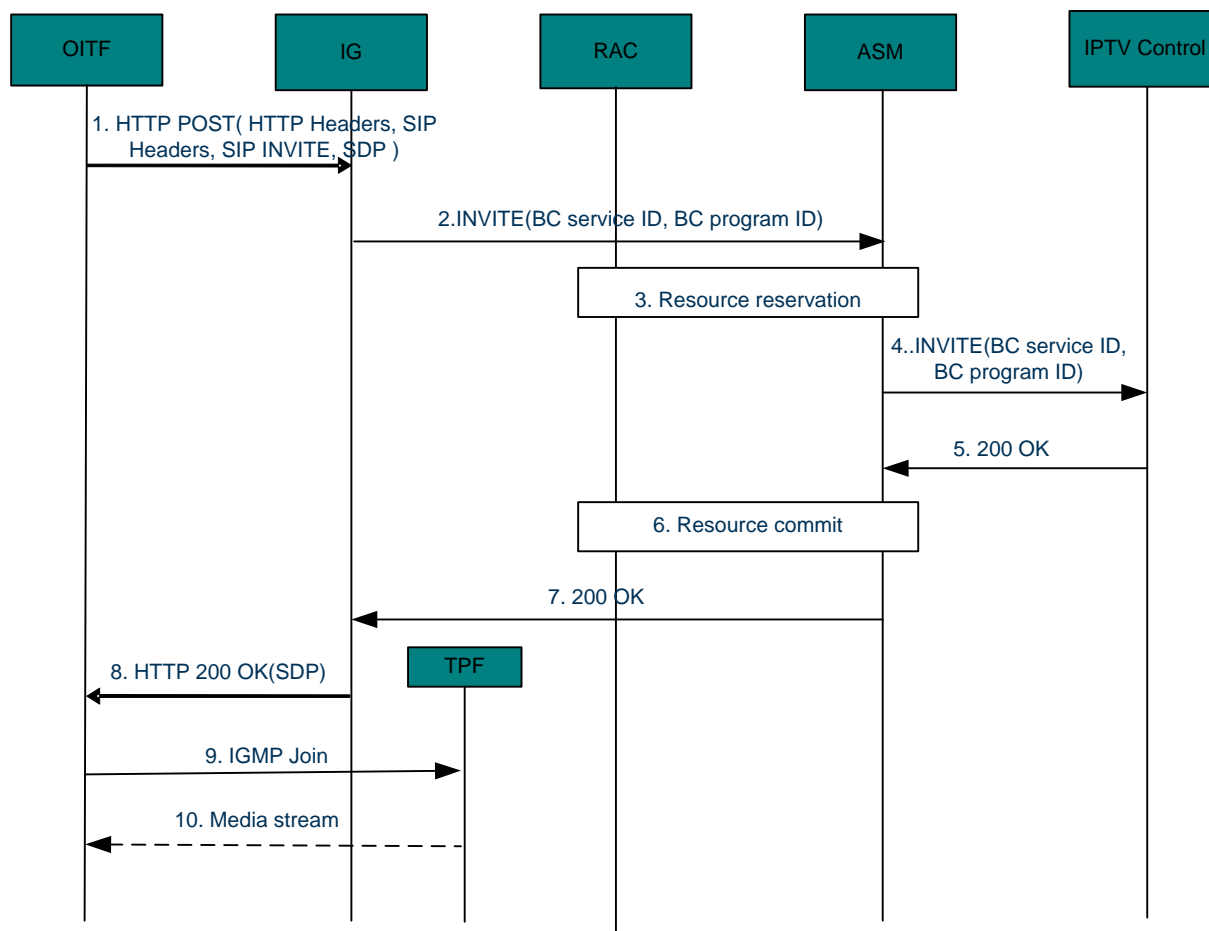 OITF
IG
RAC
ASM
IPTV Control
1. HTTP POST( HTTP Headers, SIP
Headers, SIP INVITE, SDP )
2.INVITE(BC service ID, BC program ID)
3. Resource reservation
4..INVITE(BC service ID,
BC program ID)
5. 200 OK
6. Resource commit
7. 200 OK
8. HTTP 200 OK(SDP)
TPF
9. IGMP Join
10. Media stream